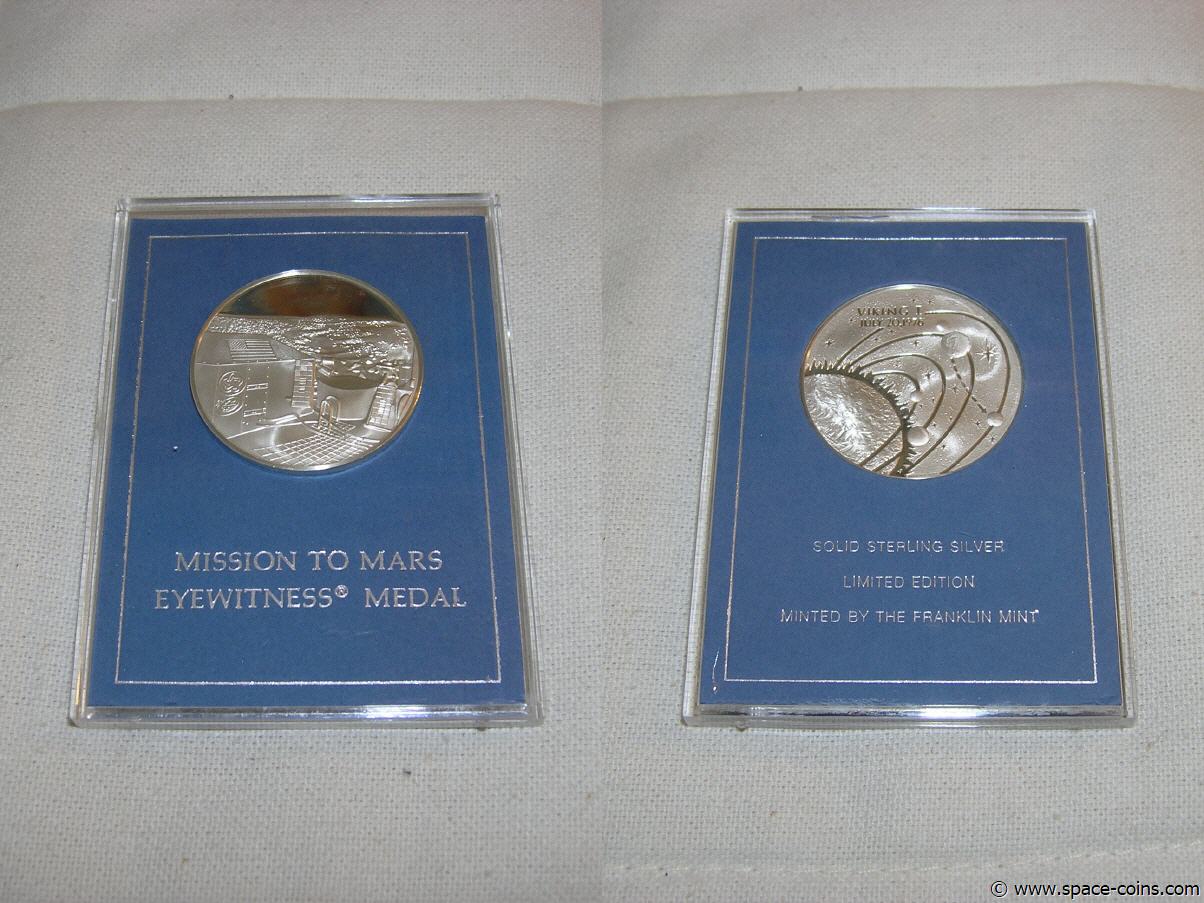 MISSION TO MARS
EYEWITNESS® MEDAL
VIKING I
JULY 20, 1976
SOLID STERLING SILVER
LIMITED EDITION
MINTED BY THE FRANKLIN MINT
© www.space-coins.com